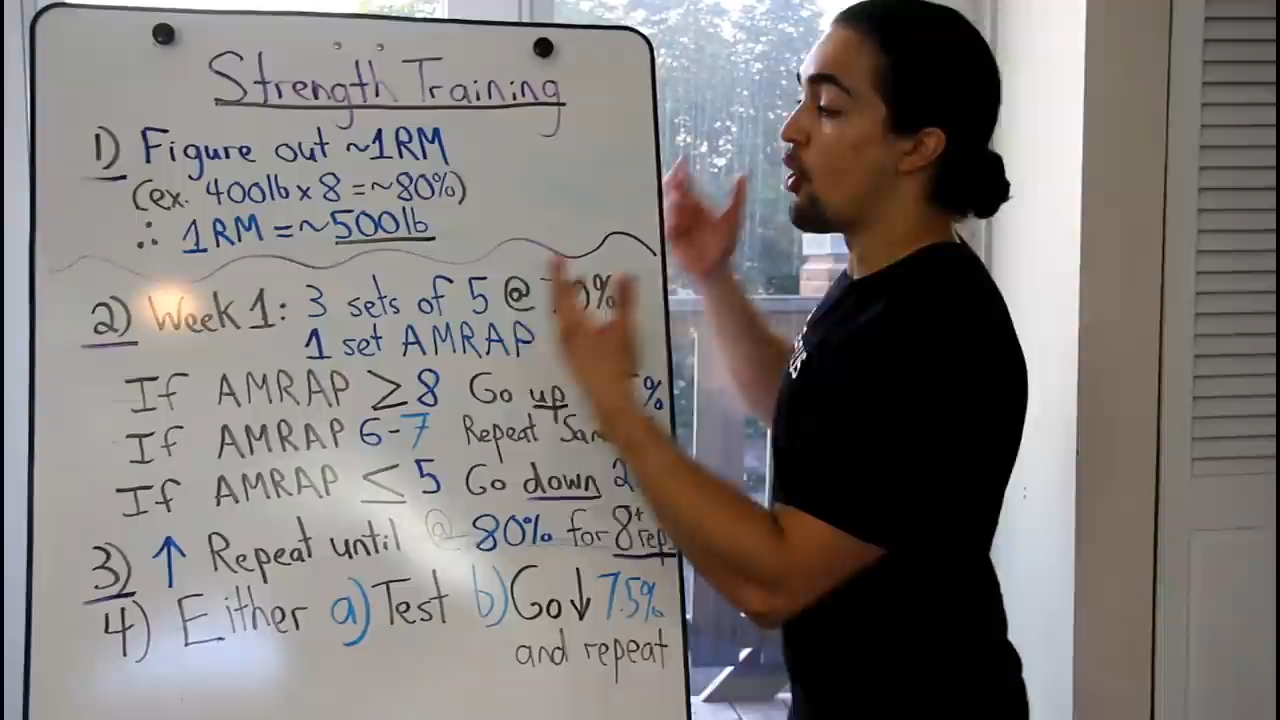 Strength Training
1) Figure out ~1RM
(ex. 400lb x 8 = ~80%)
∴ 1RM = ~500lb
2) Week 1: 3 sets of 5 @
1 set AMRAP
If AMRAP ≥ 8 Go up %
If AMRAP 6-7 Repeat
If AMRAP ≤ 5 Go down
3) ↑ Repeat until @ 80% for 8+ rep
4) Either a) Test b) Go ↓ 7.5%
and repeat